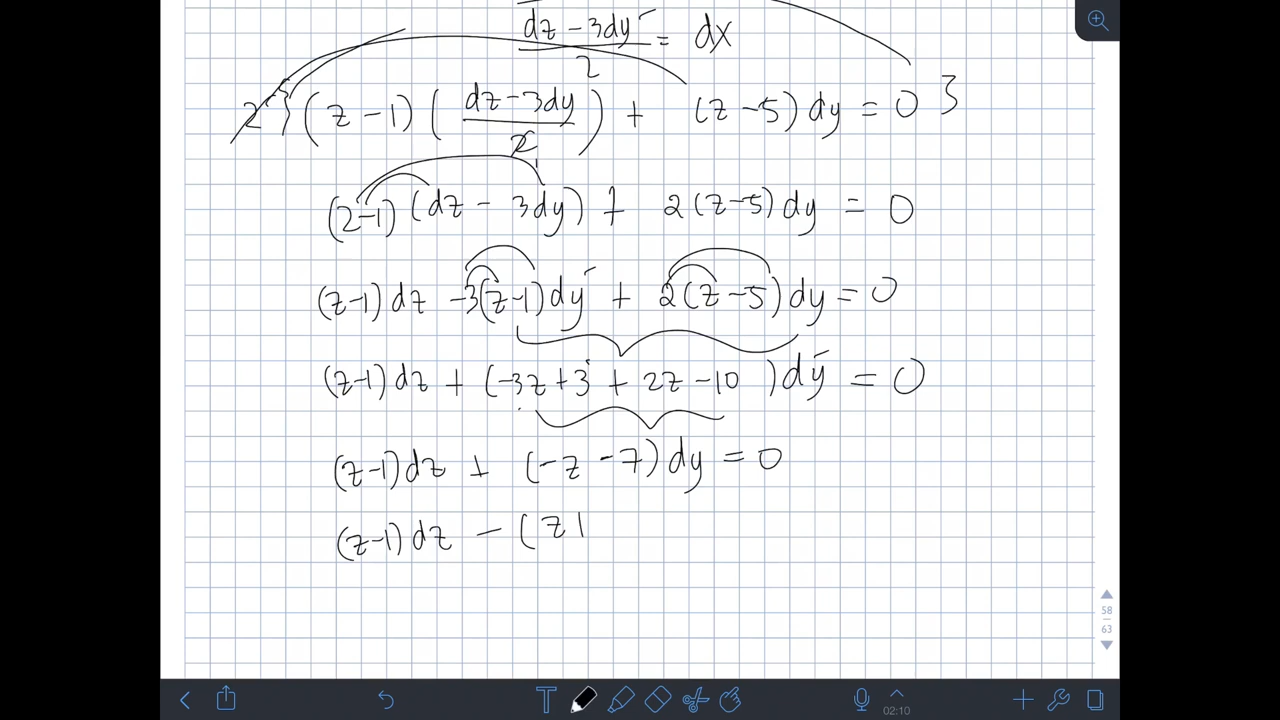 dz - 3dy / 2 = dx
2 { (z-1) ( dz - 3dy / 2 ) + (z-5) dy = 0 }
(2-1) (dz - 3dy) + 2(z-5) dy = 0
(z-1) dz -3(z-1) dy + 2(z-5) dy = 0
(z-1) dz + (-3z + 3 + 2z - 10) dy = 0
(z-1) dz + (-z - 7) dy = 0
(z-1) dz - (z
58
63
T
02:10